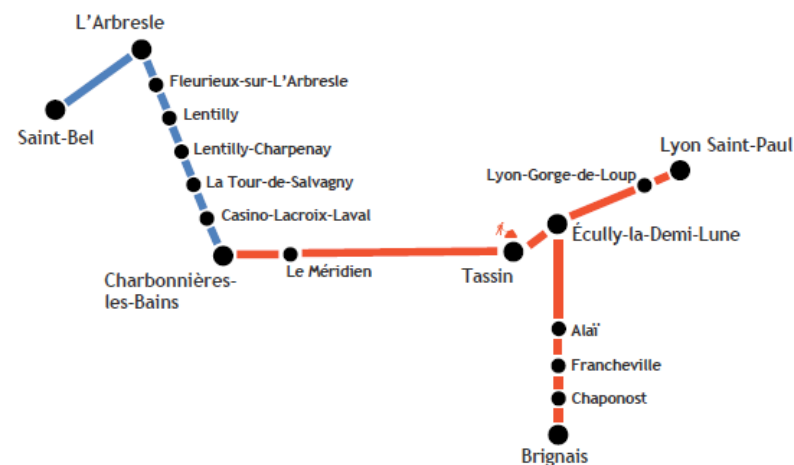 L'Arbresle
Fleurieux-sur-L'Arbresle
Saint-Bel
Lentilly
Lentilly-Charpenay
La Tour-de-Salvagny
Casino-Lacroix-Laval
Charbonnières-
les-Bains
Le Méridien
Tassin
Lyon Saint-Paul
Lyon-Gorge-de-Loup
Écully-la-Demi-Lune
Alaï
Francheville
Chaponost
Brignais